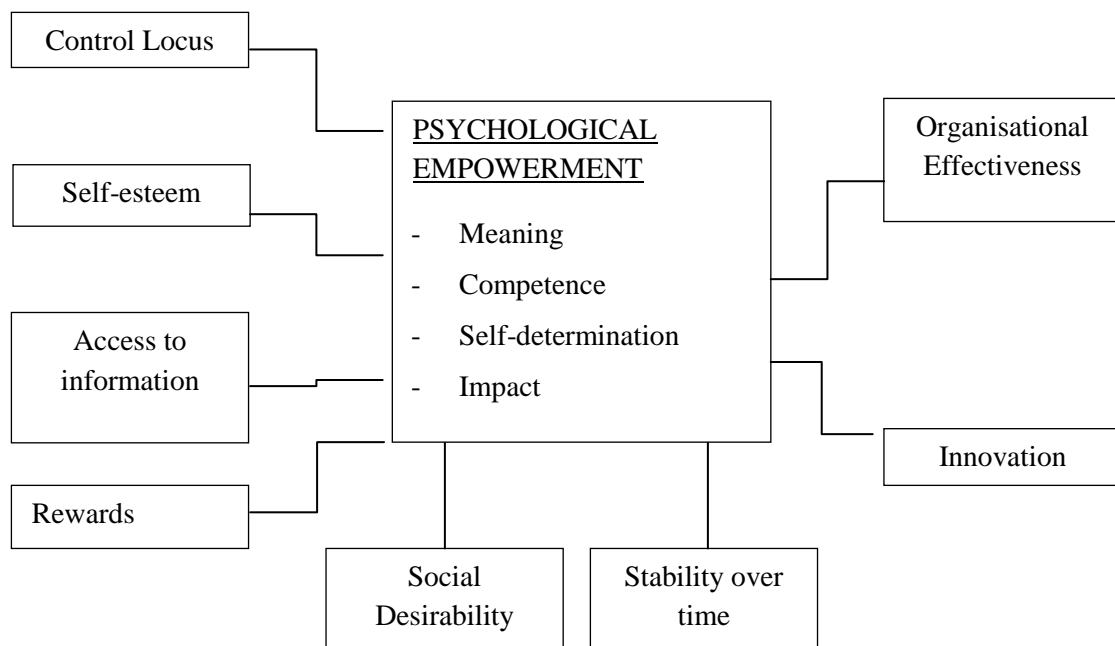 Control Locus
Self-esteem
Access to
information
Rewards
PSYCHOLOGICAL
EMPOWERMENT
- Meaning
- Competence
- Self-determination
- Impact
Organisational
Effectiveness
Innovation
Social
Desirability
Stability over
time